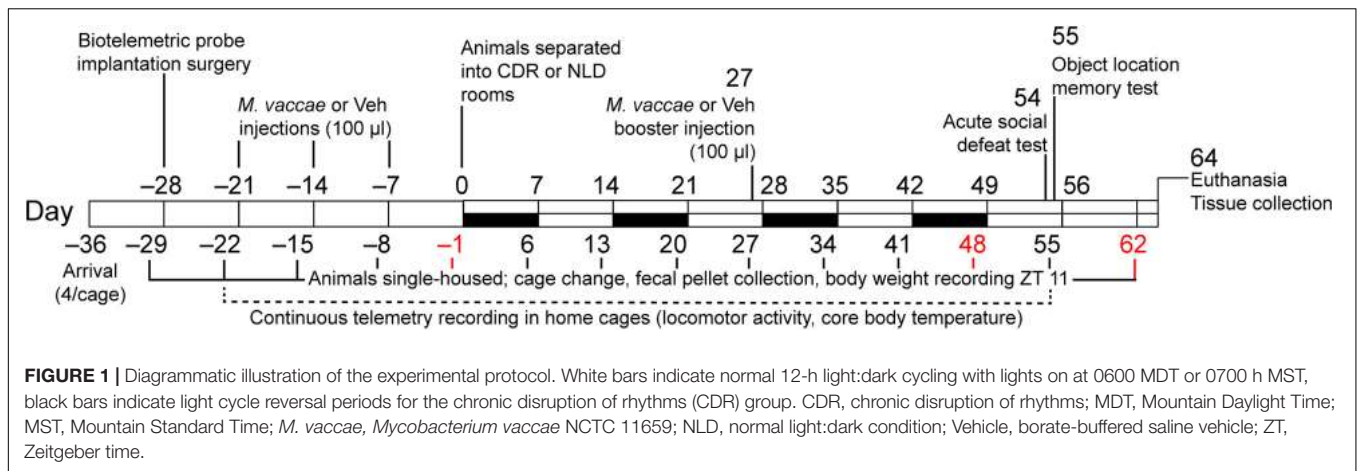 Biotelemetric probe
implantation surgery
M. vaccae or Veh
injections (100 µl)
Animals separated
into CDR or NLD
rooms
27
M. vaccae or Veh
booster injection
(100 µl)
54
Acute social
defeat test
55
Object location
memory test
64
Euthanasia
Tissue collection
–28 –21 –14 –7 0 7 14 21 28 35 42 49 56
Day
–36 –29 –22 –15 –8 –1 6 13 20 27 34 41 48 55 62
Arrival
(4/cage)
Animals single-housed; cage change, fecal pellet collection, body weight recording ZT 11
Continuous telemetry recording in home cages (locomotor activity, core body temperature)
FIGURE 1 | Diagrammatic illustration of the experimental protocol. White bars indicate normal 12-h light:dark cycling with lights on at 0600 MDT or 0700 h MST,
black bars indicate light cycle reversal periods for the chronic disruption of rhythms (CDR) group. CDR, chronic disruption of rhythms; MDT, Mountain Daylight Time;
MST, Mountain Standard Time; M. vaccae, Mycobacterium vaccae NCTC 11659; NLD, normal light:dark condition; Vehicle, borate-buffered saline vehicle; ZT,
Zeitgeber time.